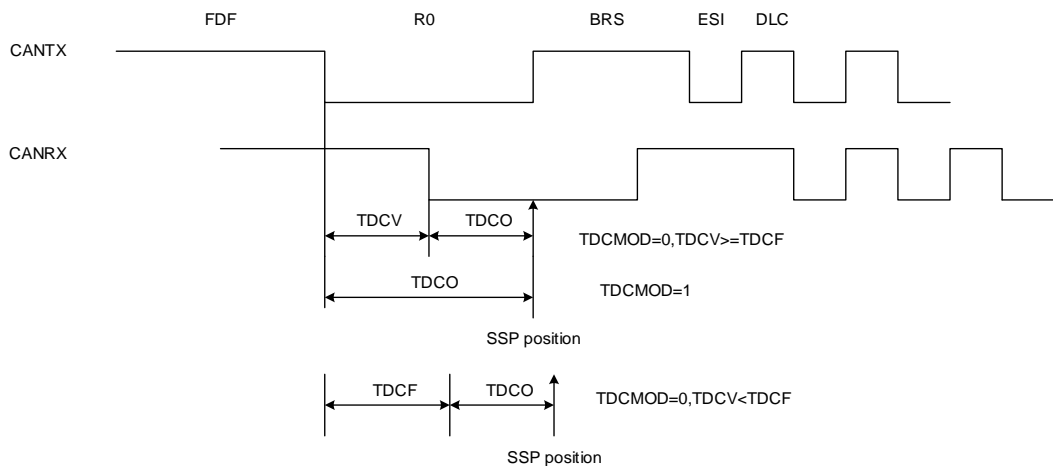 FDF R0 BRS ESI DLC
CANTX
CANRX
TDCV TDCO
TDCMOD=0,TDCV>=TDCF
TDCO
TDCMOD=1
SSP position
TDCF TDCO
TDCMOD=0,TDCV<TDCF
SSP position